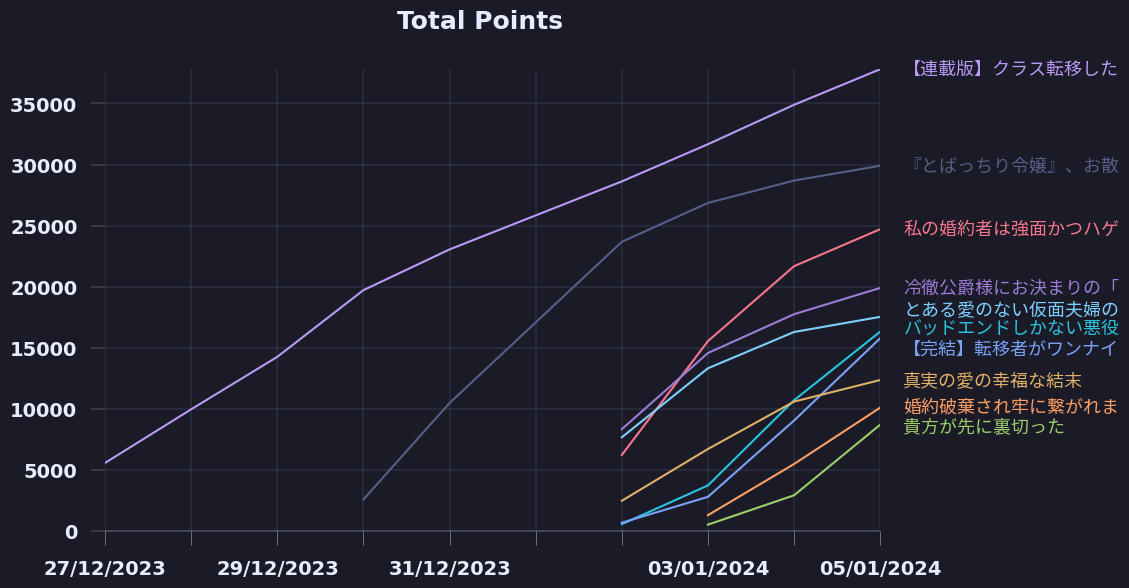 Total Points
【連載版】クラス転移した
35000
30000
『とばっちり令嬢』、お散
25000
私の婚約者は強面かつハゲ
20000
冷徹公爵様にお決まりの「
とある愛のない仮面夫婦の
バッドエンドしかない悪役
15000
【完結】転移者がワンナイ
真実の愛の幸福な結末
10000
婚約破棄され牢に繋がれま
貴方が先に裏切った
5000
0
27/12/2023 29/12/2023 31/12/2023 03/01/2024 05/01/2024